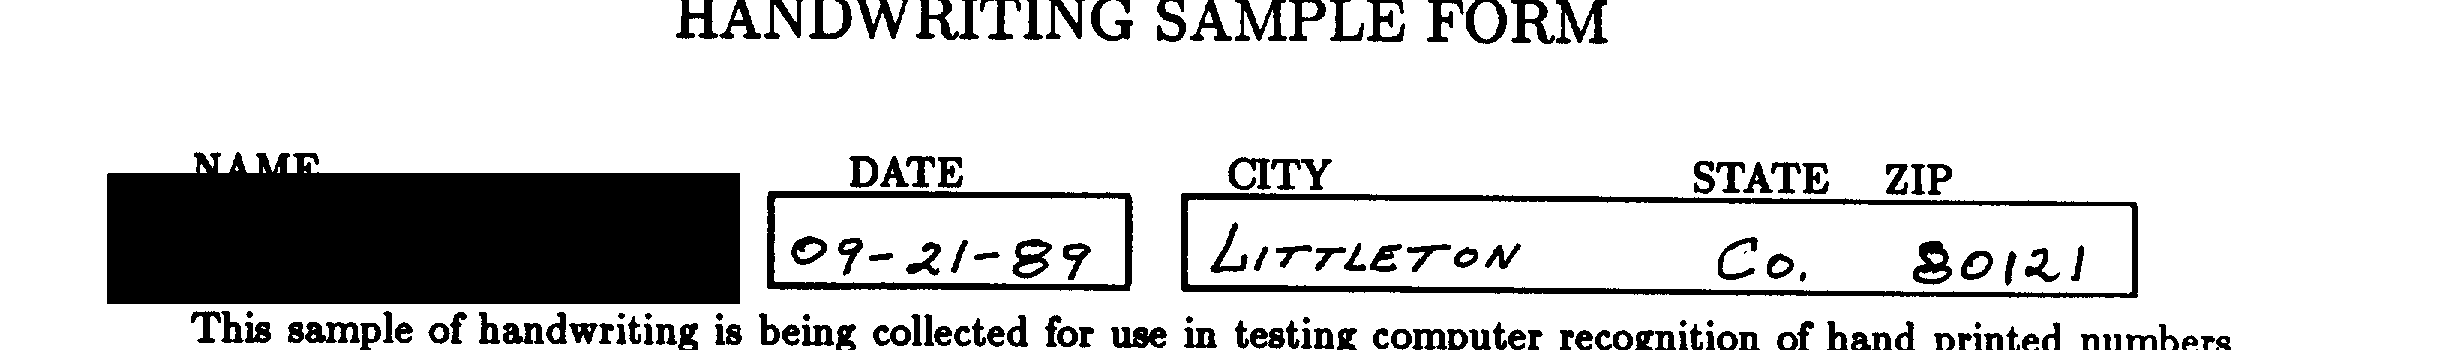 HANDWRITING SAMPLE FORM
NAME DATE CITY STATE ZIP
09-21-89 LITTLETON Co. 80121
This sample of handwriting is being collected for use in testing computer recognition of hand printed numbers